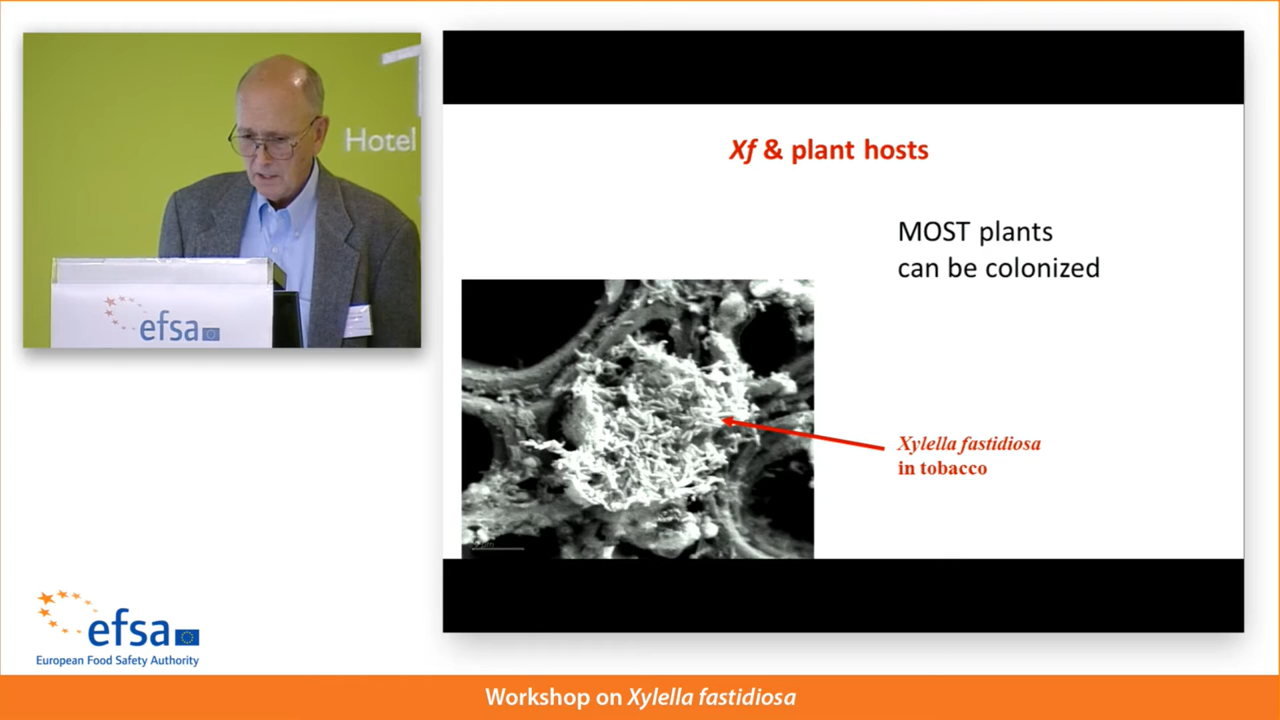 Hotel
efsa
Xf & plant hosts
MOST plants
can be colonized
Xylella fastidiosa
in tobacco
efsa
European Food Safety Authority
Workshop on Xylella fastidiosa